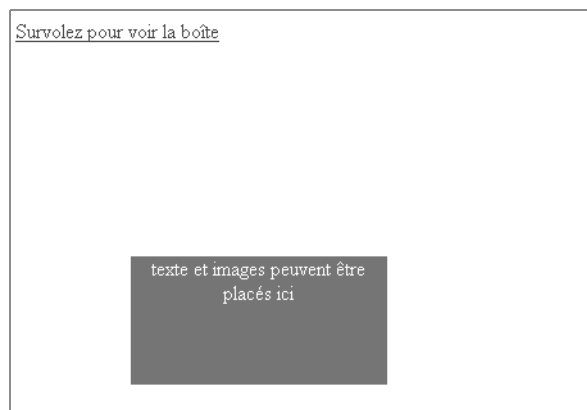 Survolez pour voir la boîte
texte et images peuvent être
placés ici